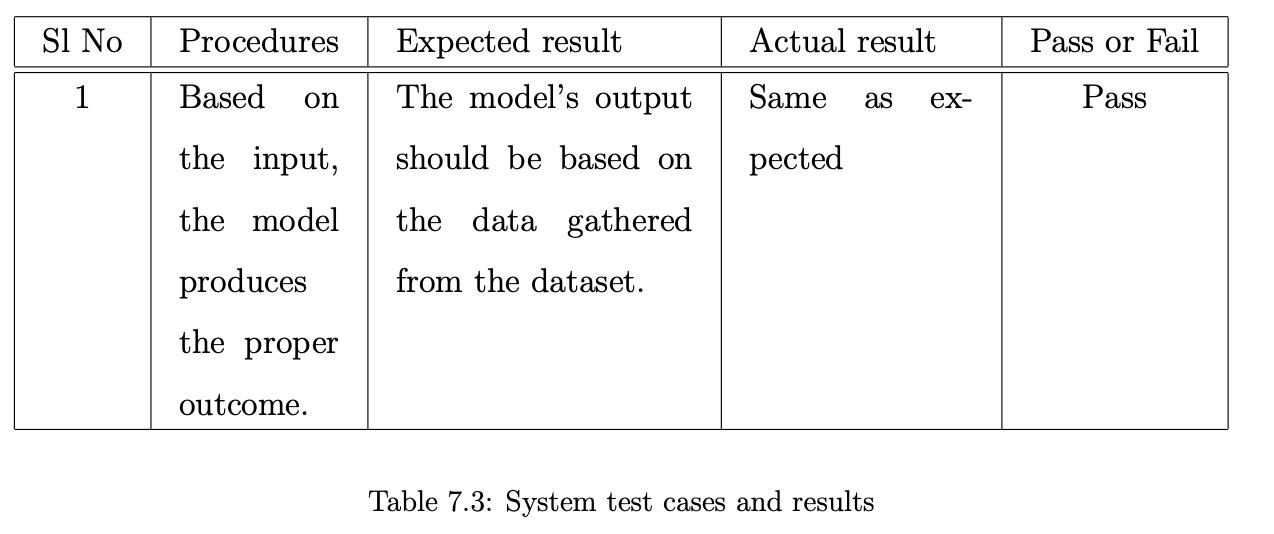 Sl No Procedures Expected result Actual result Pass or Fail
1 Based on The model's output Same as ex- Pass
the input, should be based on pected
the model the data gathered
produces from the dataset.
the proper
outcome.
Table 7.3: System test cases and results